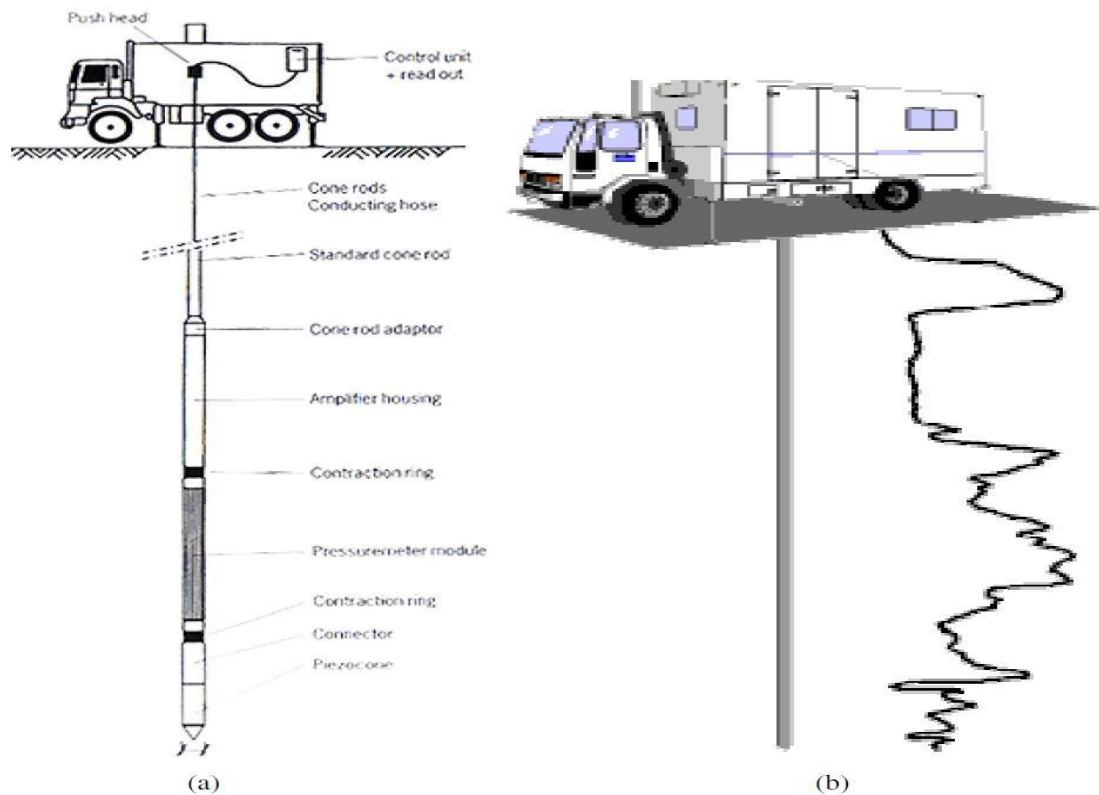 Push head
Control unit
+ read out
Cone rods
Conducting hose
Standard cone rod
Cone rod adaptor
Amplifier housing
Contraction ring
Pressuremeter module
Contraction ring
Connector
Piezocone
(a)
(b)